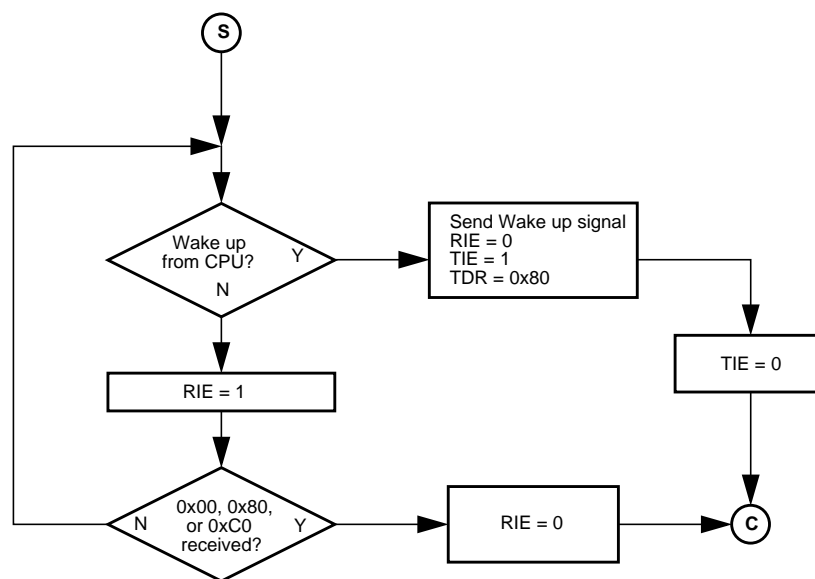 S
Wake up
from CPU?
Y
N
Send Wake up signal
RIE = 0
TIE = 1
TDR = 0x80
TIE = 0
RIE = 1
0x00, 0x80,
or 0xC0
received?
N
Y
RIE = 0
C